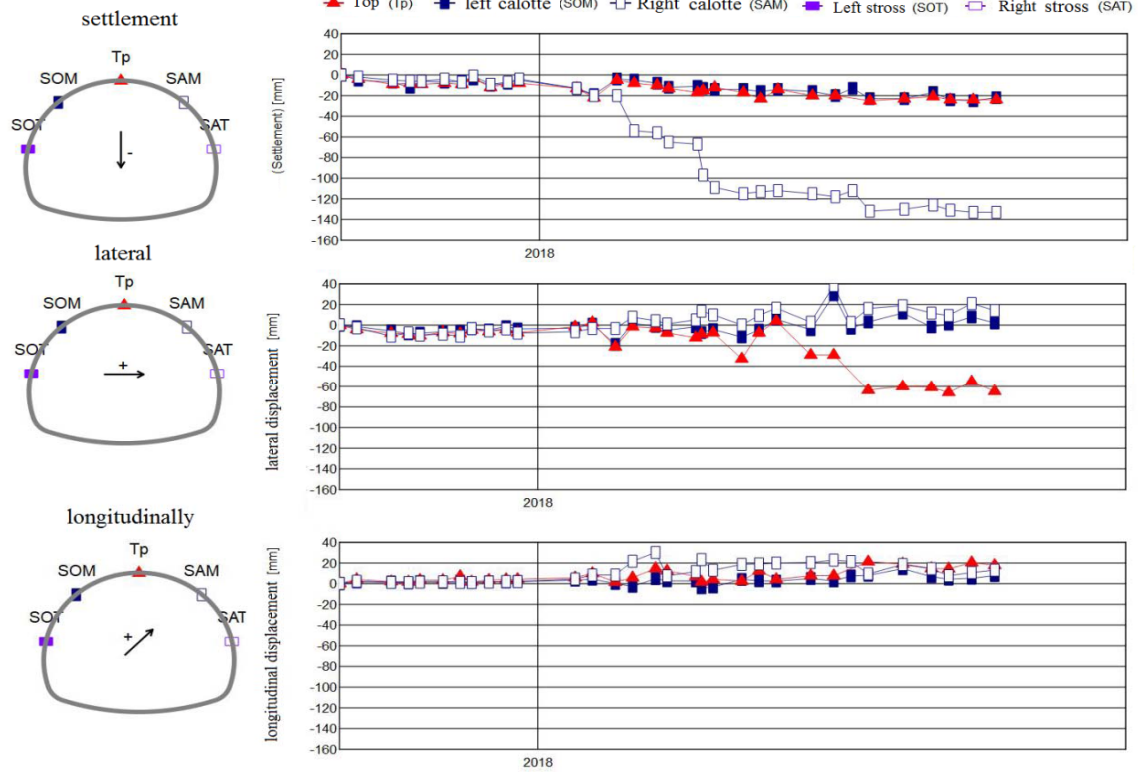 Top (Tp) left calotte (SOM) Right calotte (SAM) Left stross (SOT) Right stross (SAT)
settlement
Tp
SOM SAM
SOT SAT
-
(Settlement) [mm]
40
20
0
-20
-40
-60
-80
-100
-120
-140
-160
2018
lateral
Tp
SOM SAM
SOT SAT
+
lateral displacement [mm]
40
20
0
-20
-40
-60
-80
-100
-120
-140
-160
2018
longitudinally
Tp
SOM SAM
SOT SAT
+
longitudinal displacement [mm]
40
20
0
-20
-40
-60
-80
-100
-120
-140
-160
2018